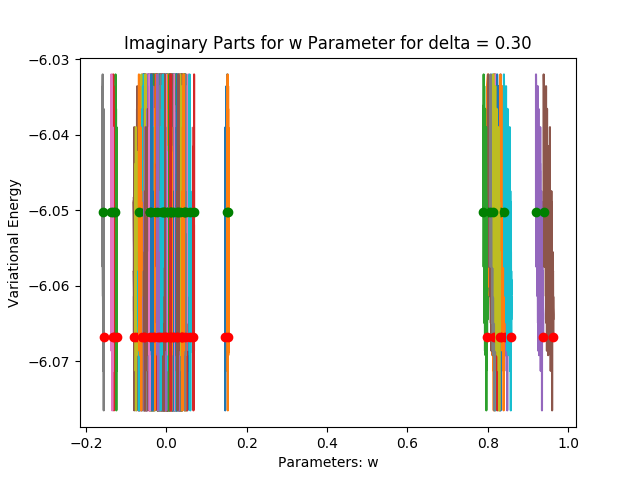 Imaginary Parts for w Parameter for delta = 0.30
−6.03
−6.04
−6.05
−6.06
−6.07
Variational Energy
−0.2 0.0 0.2 0.4 0.6 0.8 1.0
Parameters: w